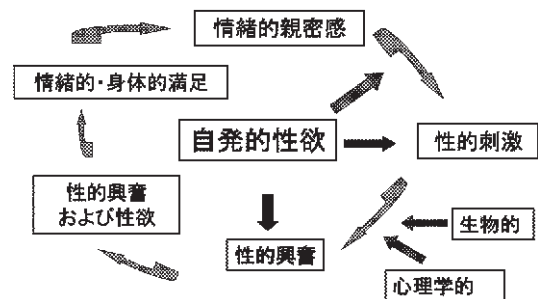 情緒的親密感
情緒的・身体的満足
自発的性欲
性的刺激
性的興奮
および性欲
生物的
性的興奮
心理学的